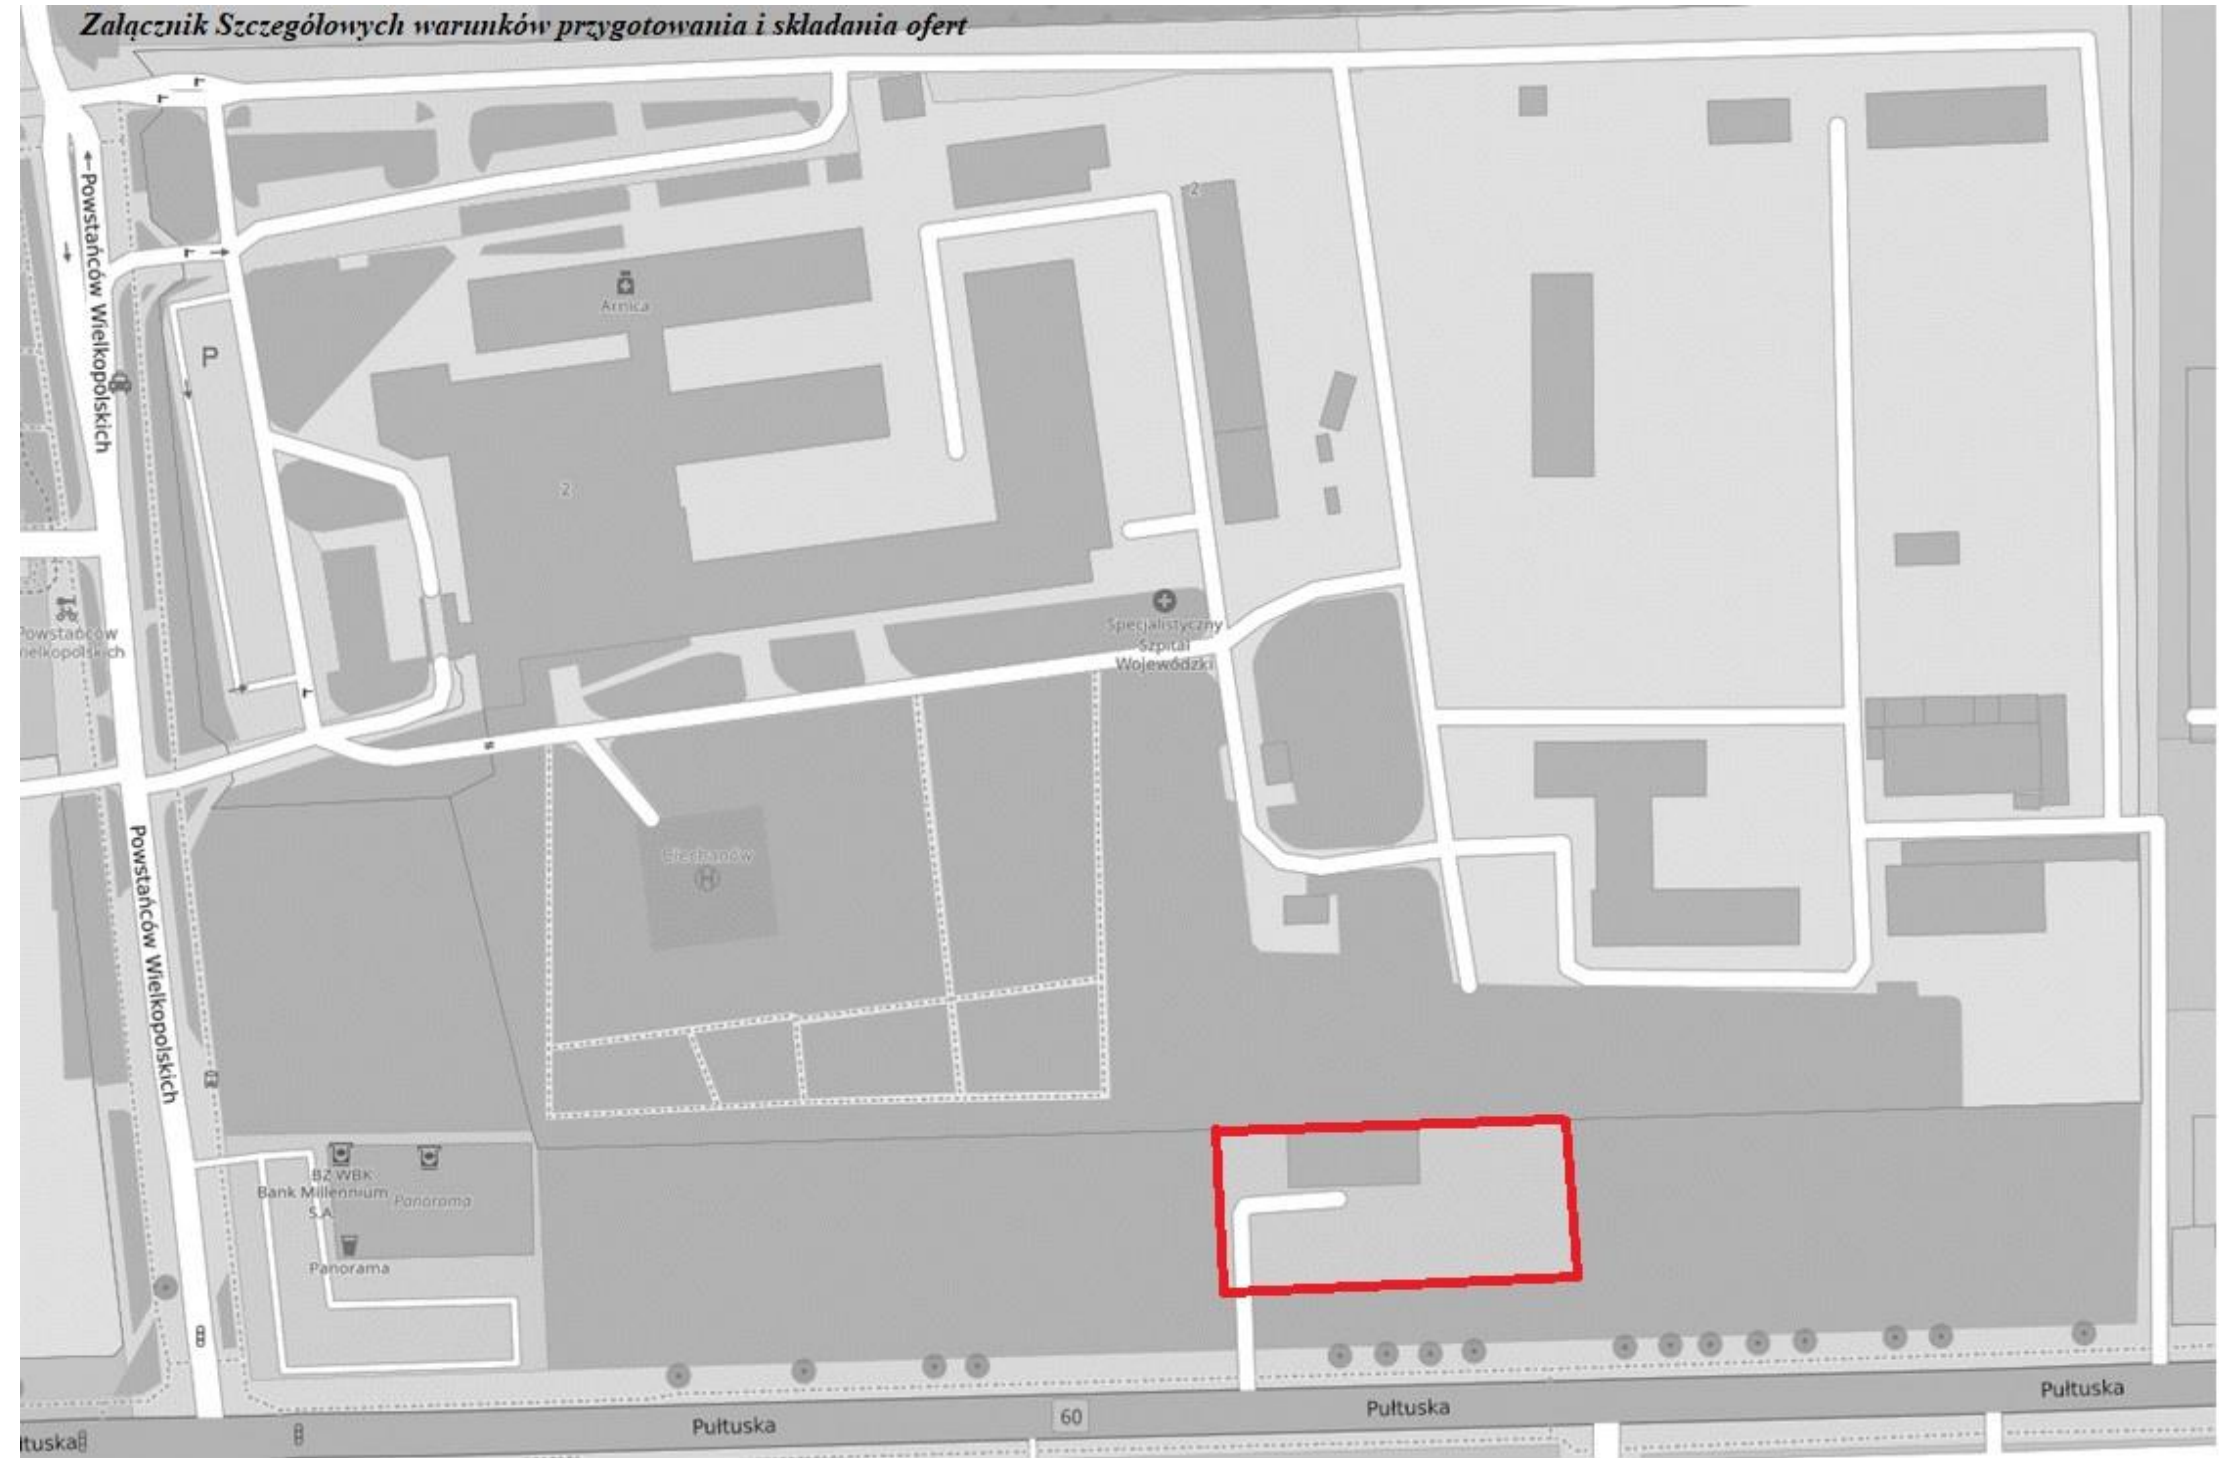 Załącznik Szczegółowych warunków przygotowania i składania ofert
Powstańców Wielkopolskich
2
Arnica
P
2
Specjalistyczny
Szpital
Wojewódzki
Powstańców
ielkopolskich
Ciechanów
H
Powstańców Wielkopolskich
BZ WBK
Bank Millennium
S.A.
Panorama
Panorama
Pułtuska
60
Pułtuska
Pułtuska
łtuska